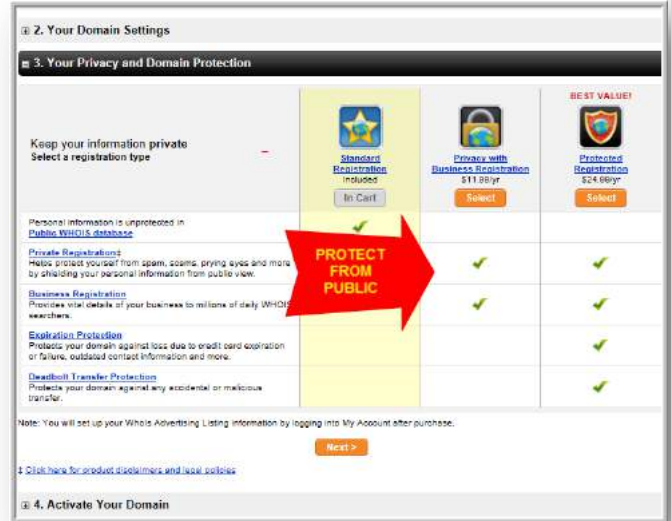 2. Your Domain Settings
3. Your Privacy and Domain Protection
BEST VALUE!
Keep your information private
Select a registration type
Standard
Registration
Included
In Cart
Privacy with
Business Registration
$11.98/yr
Select
Protected
Registration
$24.98/yr
Select
Personal information is unprotected in
Public WHOIS database
Private Registration‡
Helps protect yourself from spam, scams, prying eyes and more
by shielding your personal information from public view.
PROTECT
FROM
PUBLIC
Business Registration
Provides vital details of your business to millions of daily WHOIS
searchers.
Expiration Protection
Protects your domain against loss due to credit card expiration
or failure, outdated contact information and more.
Deadbolt Transfer Protection
Protects your domain against any accidental or malicious
transfer.
Note: You will set up your WhoIs Advertising Listing information by logging into My Account after purchase.
Next >
‡ Click here for product disclaimers and legal policies
4. Activate Your Domain